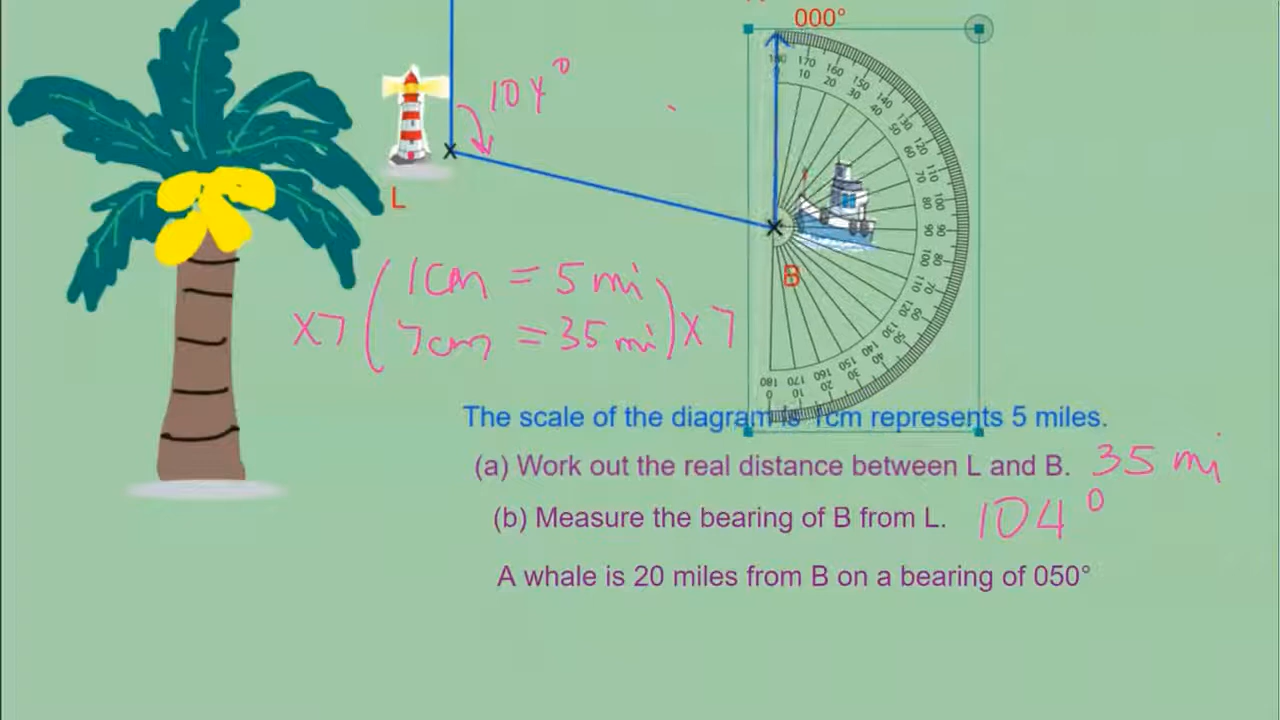 000°
104°
L
B
1cm = 5 mi
x7 ( 7cm = 35 mi ) x7
The scale of the diagram is 1cm represents 5 miles.
(a) Work out the real distance between L and B. 35 mi
(b) Measure the bearing of B from L. 104°
A whale is 20 miles from B on a bearing of 050°